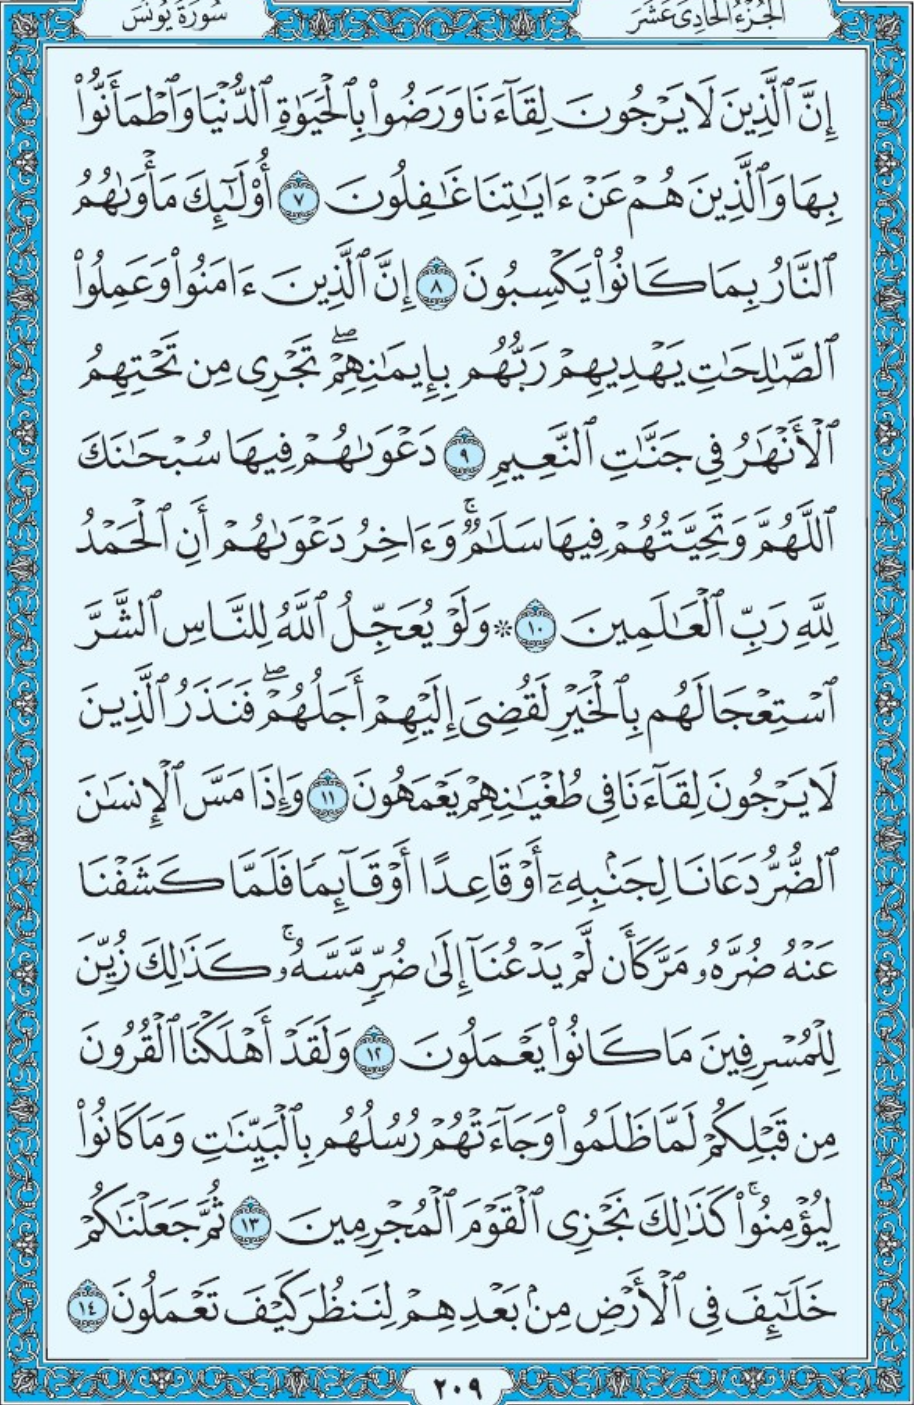 الجُزْءُ الحَادِي عَشَر
سُورَةُ يُونُسَ
إِنَّ ٱلَّذِينَ لَا يَرْجُونَ لِقَآءَنَا وَرَضُوا۟ بِٱلْحَيَوٰةِ ٱلدُّنْيَا وَٱطْمَأَنُّوا۟
بِهَا وَٱلَّذِينَ هُمْ عَنْ ءَايَـٰتِنَا غَـٰفِلُونَ ٧ أُو۟لَـٰٓئِكَ مَأْوَىٰهُمُ
ٱلنَّارُ بِمَا كَانُوا۟ يَكْسِبُونَ ٨ إِنَّ ٱلَّذِينَ ءَامَنُوا۟ وَعَمِلُوا۟
ٱلصَّـٰلِحَـٰتِ يَهْدِيهِمْ رَبُّهُم بِإِيمَـٰنِهِمْ ۖ تَجْرِى مِن تَحْتِهِمُ
ٱلْأَنْهَـٰرُ فِى جَنَّـٰتِ ٱلنَّعِيمِ ٩ دَعْوَىٰهُمْ فِيهَا سُبْحَـٰنَكَ
ٱللَّهُمَّ وَتَحِيَّتُهُمْ فِيهَا سَلَـٰمٌ ۚ وَءَاخِرُ دَعْوَىٰهُمْ أَنِ ٱلْحَمْدُ
لِلَّهِ رَبِّ ٱلْعَـٰلَمِينَ ١٠ ۞ وَلَوْ يُعَجِّلُ ٱللَّهُ لِلنَّاسِ ٱلشَّرَّ
ٱسْتِعْجَالَهُم بِٱلْخَيْرِ لَقُضِىَ إِلَيْهِمْ أَجَلُهُمْ ۖ فَنَذَرُ ٱلَّذِينَ
لَا يَرْجُونَ لِقَآءَنَا فِى طُغْيَـٰنِهِمْ يَعْمَهُونَ ١١ وَإِذَا مَسَّ ٱلْإِنسَـٰنَ
ٱلضُّرُّ دَعَانَا لِجَنۢبِهِۦٓ أَوْ قَاعِدًا أَوْ قَآئِمًا فَلَمَّا كَشَفْنَا
عَنْهُ ضُرَّهُۥ مَرَّ كَأَن لَّمْ يَدْعُنَآ إِلَىٰ ضُرٍّ مَّسَّهُۥ ۚ كَذَٰلِكَ زُيِّنَ
لِلْمُسْرِفِينَ مَا كَانُوا۟ يَعْمَلُونَ ١٢ وَلَقَدْ أَهْلَكْنَا ٱلْقُرُونَ
مِن قَبْلِكُمْ لَمَّا ظَلَمُوا۟ وَجَآءَتْهُمْ رُسُلُهُم بِٱلْبَيِّنَـٰتِ وَمَا كَانُوا۟
لِيُؤْمِنُوا۟ ۚ كَذَٰلِكَ نَجْزِى ٱلْقَوْمَ ٱلْمُجْرِمِينَ ١٣ ثُمَّ جَعَلْنَـٰكُمْ
خَلَـٰٓئِفَ فِى ٱلْأَرْضِ مِنۢ بَعْدِهِمْ لِنَنظُرَ كَيْفَ تَعْمَلُونَ ١٤
٢٠٩